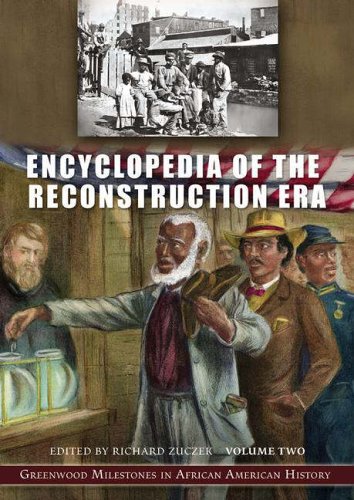 ENCYCLOPEDIA OF THE
RECONSTRUCTION ERA
EDITED BY RICHARD ZUCZEK VOLUME TWO
GREENWOOD MILESTONES IN AFRICAN AMERICAN HISTORY